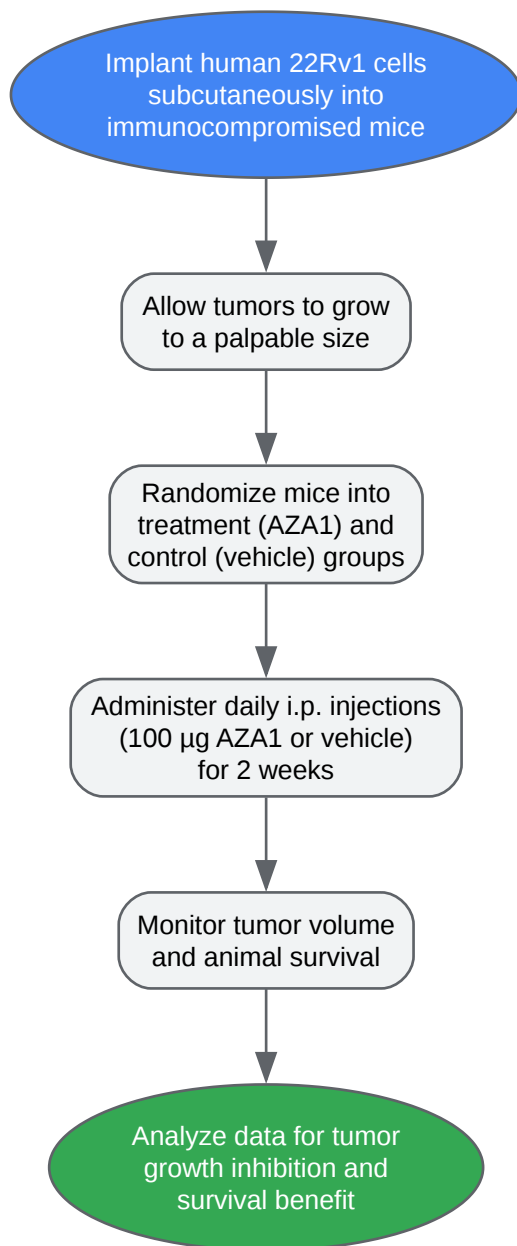 Implant human 22Rv1 cells
subcutaneously into
immunocompromised mice
Allow tumors to grow
to a palpable size
Randomize mice into
treatment (AZA1) and
control (vehicle) groups
Administer daily i.p. injections
(100 µg AZA1 or vehicle)
for 2 weeks
Monitor tumor volume
and animal survival
Analyze data for tumor
growth inhibition and
survival benefit